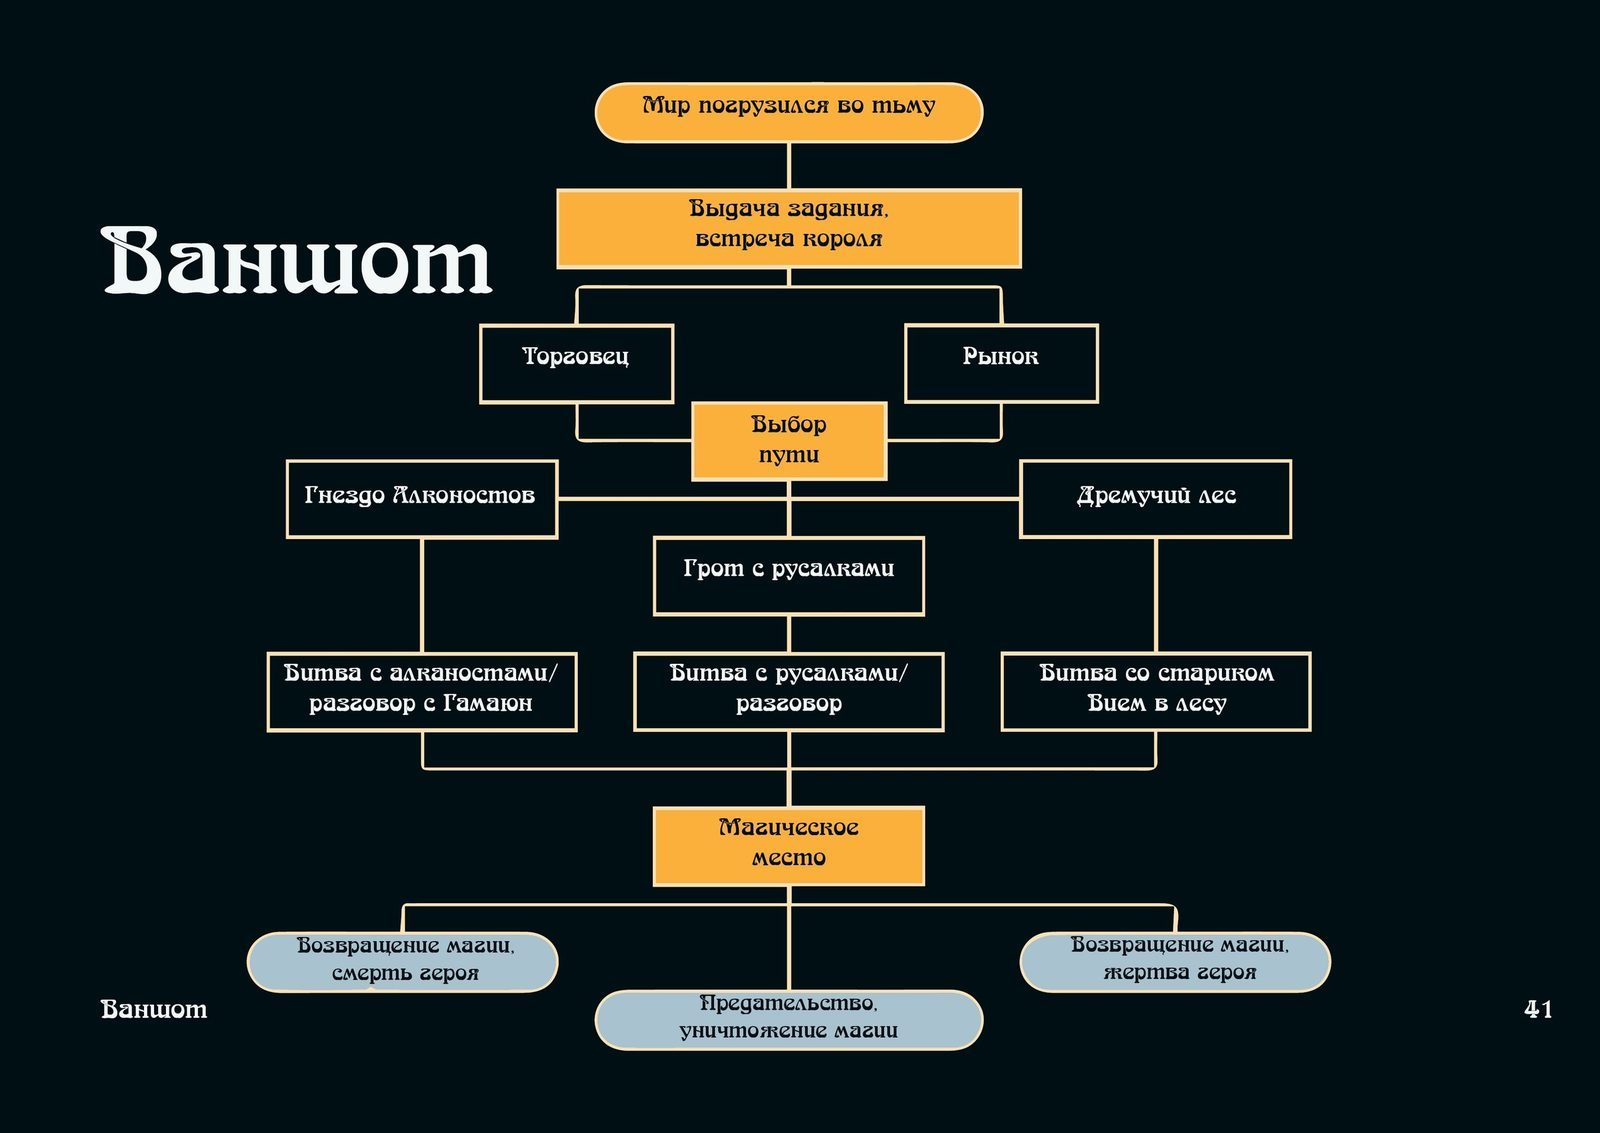 Мир погрузился во тьму
Выдача задания,
встреча короля
Ваншот
Торговец
Рынок
Выбор
пути
Гнездо Алконостов
Дремучий лес
Грот с русалками
Битва с алканостами/
разговор с Гамаюн
Битва с русалками/
разговор
Битва со стариком
Вием в лесу
Магическое
место
Возвращение магии,
смерть героя
Возвращение магии,
жертва героя
Предательство,
уничтожение магии
Ваншот
41